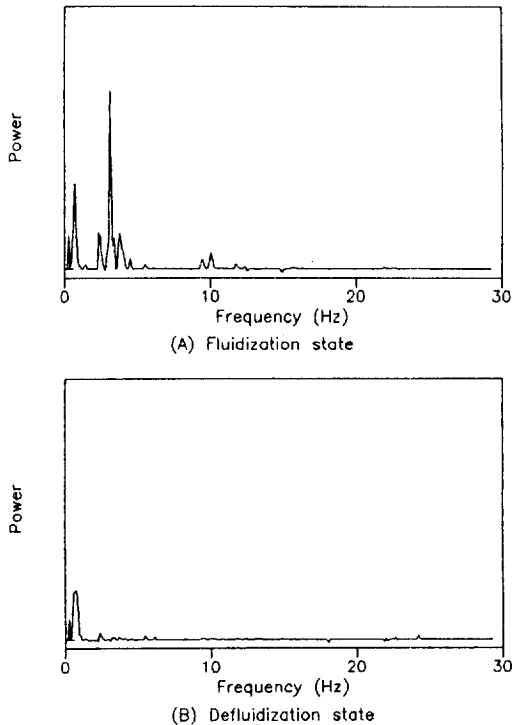 Power
0 10 20 30
Frequency (Hz)
(A) Fluidization state
Power
0 10 20 30
Frequency (Hz)
(B) Defluidization state